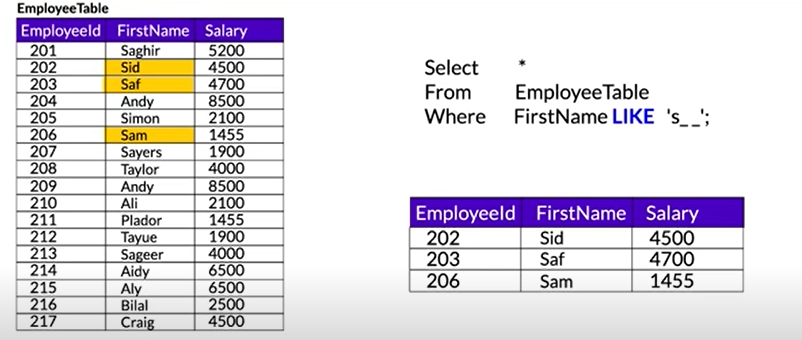 EmployeeTable
EmployeeId FirstName Salary
201 Saghir 5200
202 Sid 4500
203 Saf 4700
204 Andy 8500
205 Simon 2100
206 Sam 1455
207 Sayers 1900
208 Taylor 4000
209 Andy 8500
210 Ali 2100
211 Plador 1455
212 Tayue 1900
213 Sageer 4000
214 Aidy 6500
215 Aly 6500
216 Bilal 2500
217 Craig 4500
Select *
From EmployeeTable
Where FirstName LIKE 's_ _';
EmployeeId FirstName Salary
202 Sid 4500
203 Saf 4700
206 Sam 1455